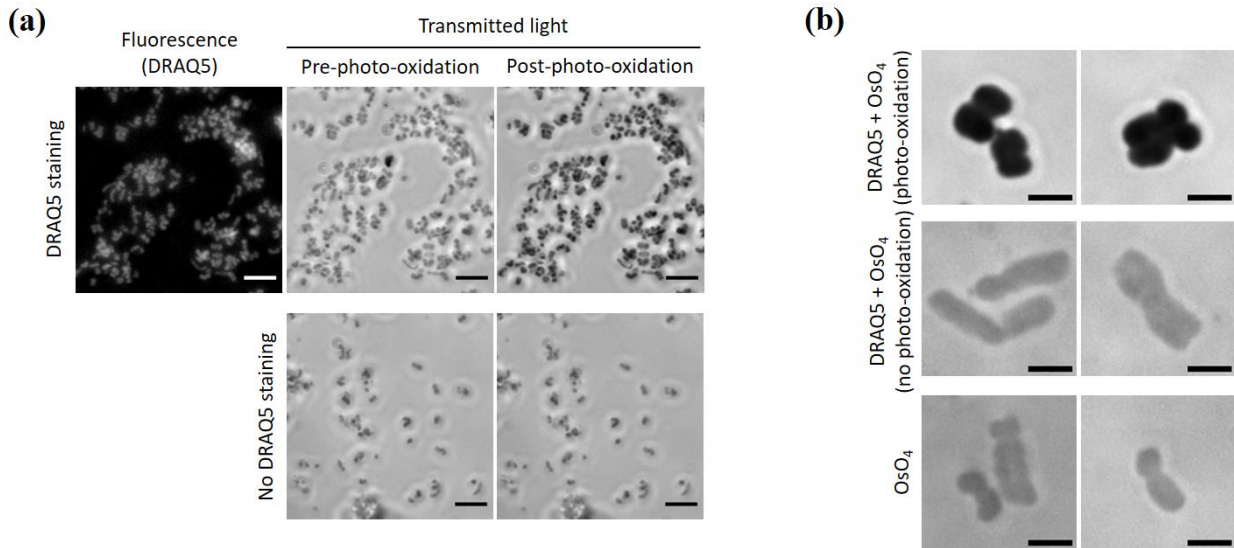 (a)
Fluorescence
(DRAQ5)
Transmitted light
Pre-photo-oxidation
Post-photo-oxidation
DRAQ5 staining
No DRAQ5 staining
(b)
DRAQ5 + OsO₄
(photo-oxidation)
DRAQ5 + OsO₄
(no photo-oxidation)
OsO₄